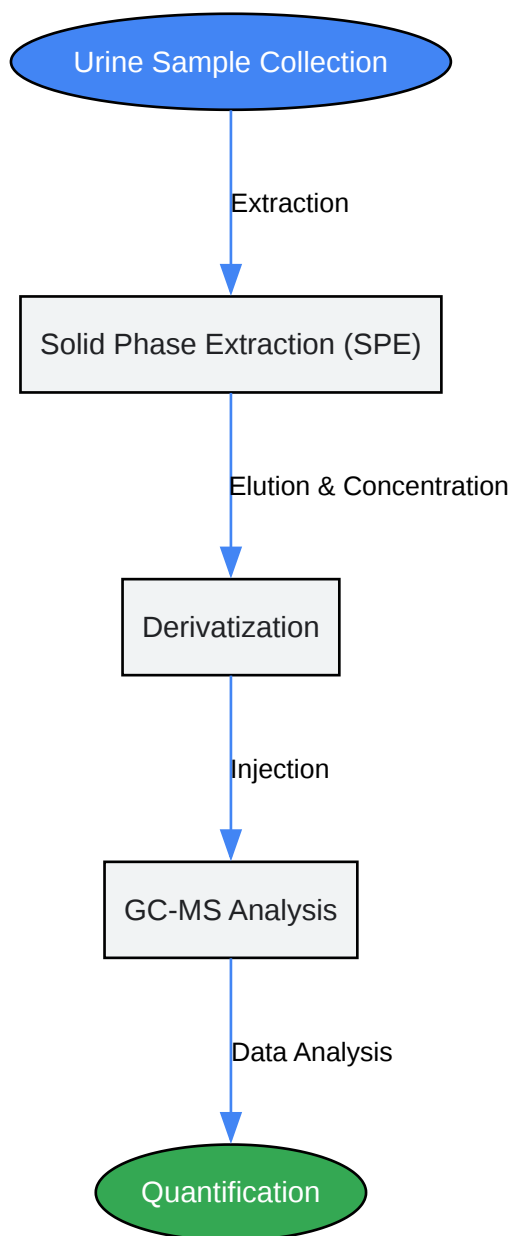 Urine Sample Collection
Extraction
Solid Phase Extraction (SPE)
Elution & Concentration
Derivatization
Injection
GC-MS Analysis
Data Analysis
Quantification